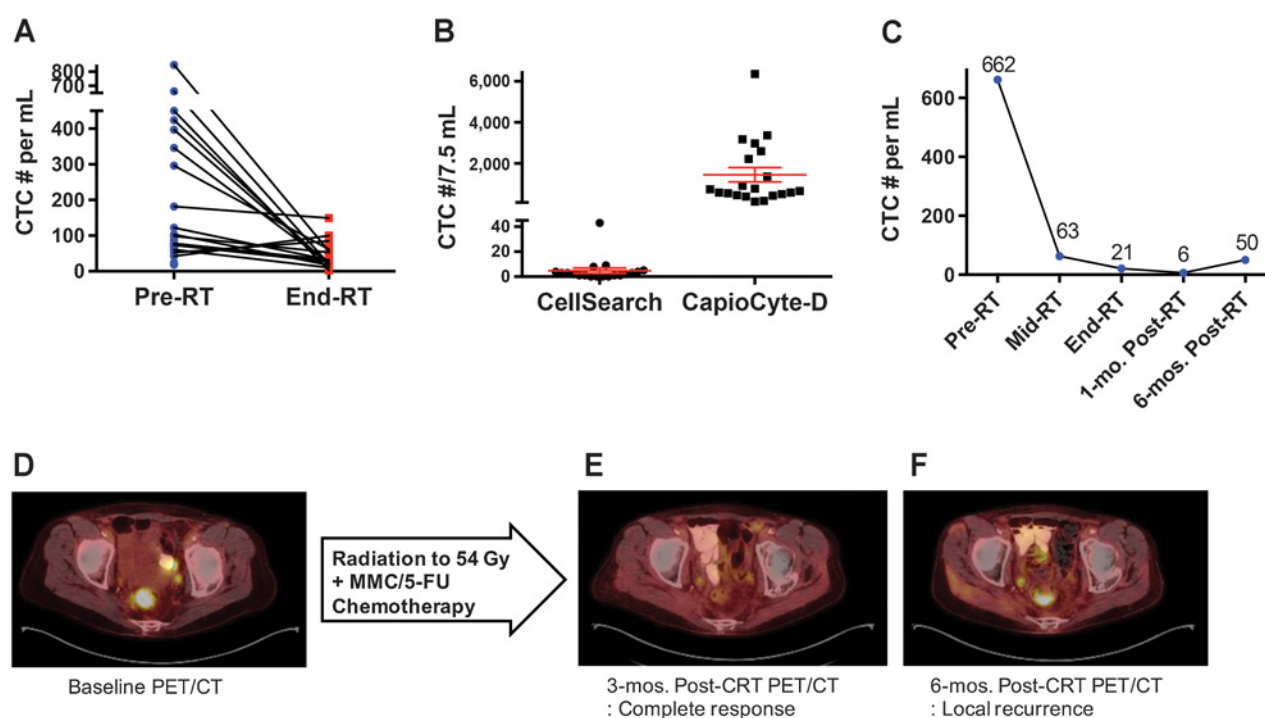 A
CTC # per mL
800
700
400
300
200
100
0
Pre-RT
End-RT
B
CTC #/7.5 mL
6,000
4,000
2,000
40
20
0
CellSearch
CapioCyte-D
C
CTC # per mL
600
400
200
0
662
63
21
6
50
Pre-RT
Mid-RT
End-RT
1-mo. Post-RT
6-mos. Post-RT
D
Baseline PET/CT
Radiation to 54 Gy
+ MMC/5-FU
Chemotherapy
E
3-mos. Post-CRT PET/CT
: Complete response
F
6-mos. Post-CRT PET/CT
: Local recurrence